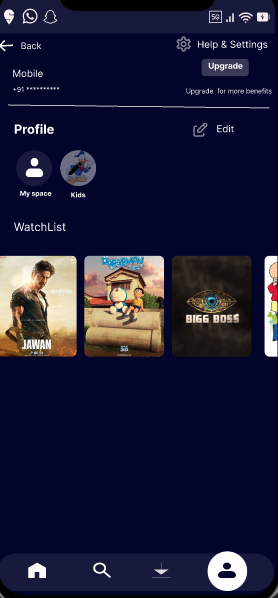 5G
Back
Help & Settings
Mobile
Upgrade
+91 **********
Upgrade for more benefits
Profile
Edit
My space
Kids
WatchList
JAWAN
DORAEMON
BIGG BOSS